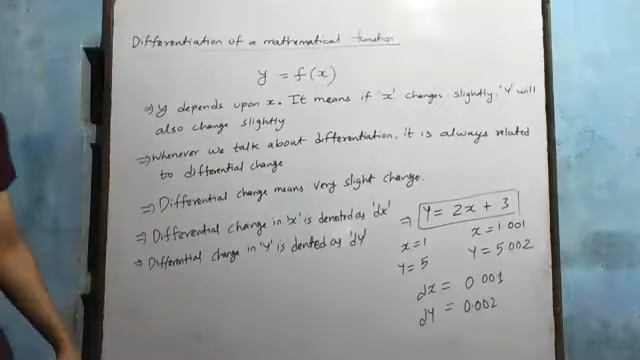 Differentiation of a mathematical function
y = f(x)
⇒ y depends upon x. It means if 'x' changes slightly, 'y' will
also change slightly
⇒ Whenever we talk about differentiation, it is always related
to differential change
⇒ Differential change means very slight change.
⇒ Differential change in 'x' is denoted as 'dx'
⇒ Differential change in 'y' is dented as 'dy'
⇒ y = 2x + 3
x = 1 x = 1.001
y = 5 y = 5.002
dx = 0.001
dy = 0.002